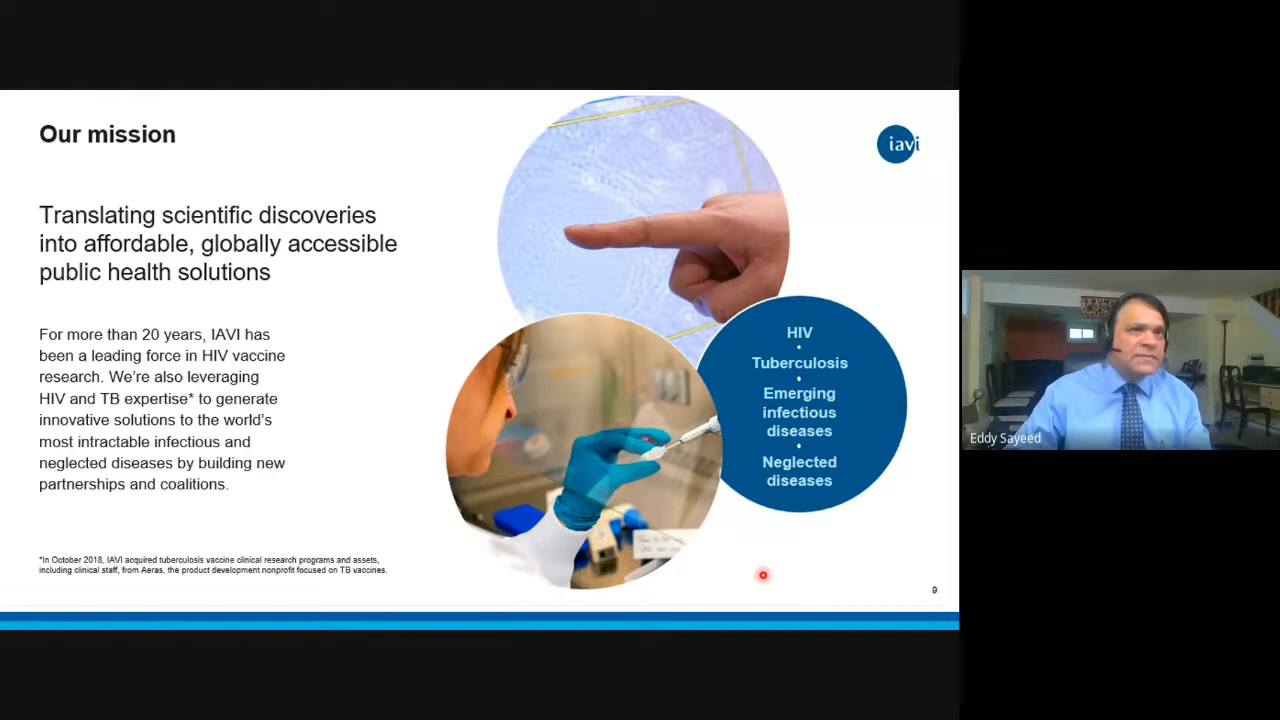 Our mission
iavi
Translating scientific discoveries
into affordable, globally accessible
public health solutions
For more than 20 years, IAVI has
been a leading force in HIV vaccine
research. We’re also leveraging
HIV and TB expertise* to generate
innovative solutions to the world’s
most intractable infectious and
neglected diseases by building new
partnerships and coalitions.
HIV
•
Tuberculosis
•
Emerging
infectious
diseases
•
Neglected
diseases
*In October 2018, IAVI acquired tuberculosis vaccine clinical research programs and assets,
including clinical staff, from Aeras, the product development nonprofit focused on TB vaccines.
9
Eddy Sayeed